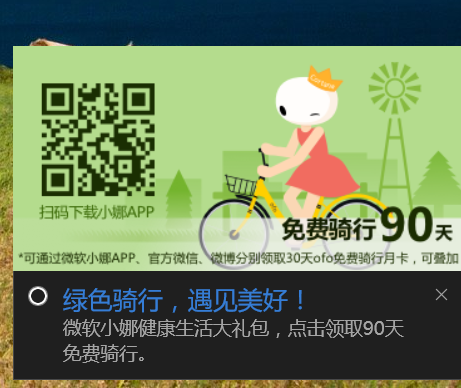 Cortana
扫码下载小娜APP
免费骑行90天
*可通过微软小娜APP、官方微信、微博分别领取30天ofo免费骑行月卡，可叠加
绿色骑行，遇见美好！
微软小娜健康生活大礼包，点击领取90天
免费骑行。